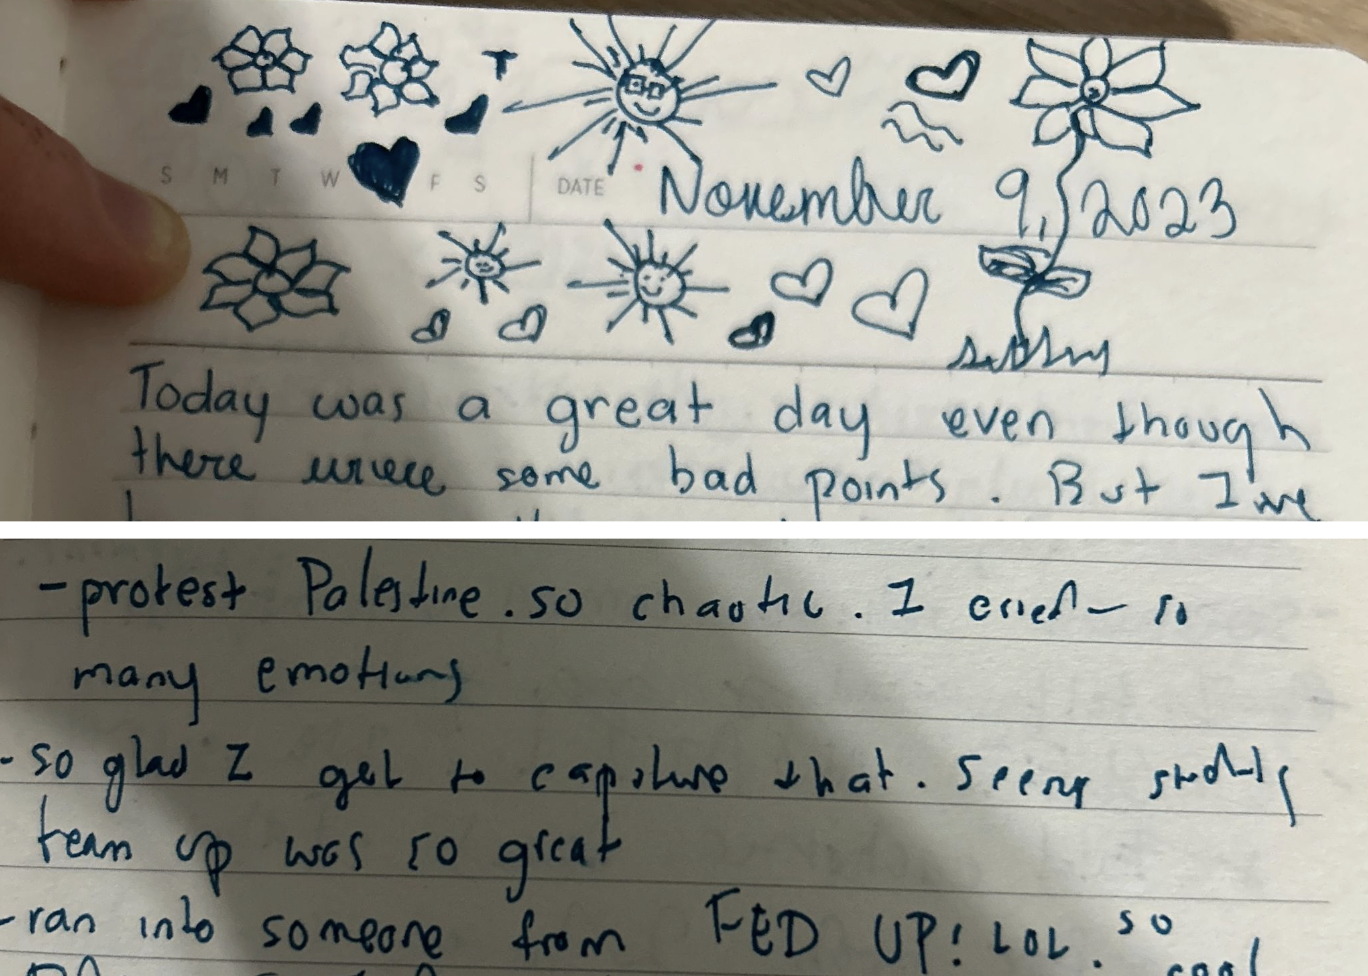 T
S M T W F S DATE November 9, 2023
Today was a great day even though
there were some bad points. But I've
- protest Palestine. so chaotic. I cried - so
many emotions
- so glad I get to capture that. Seeing
team up was so great
- ran into someone from FED UP! LOL. so
cool